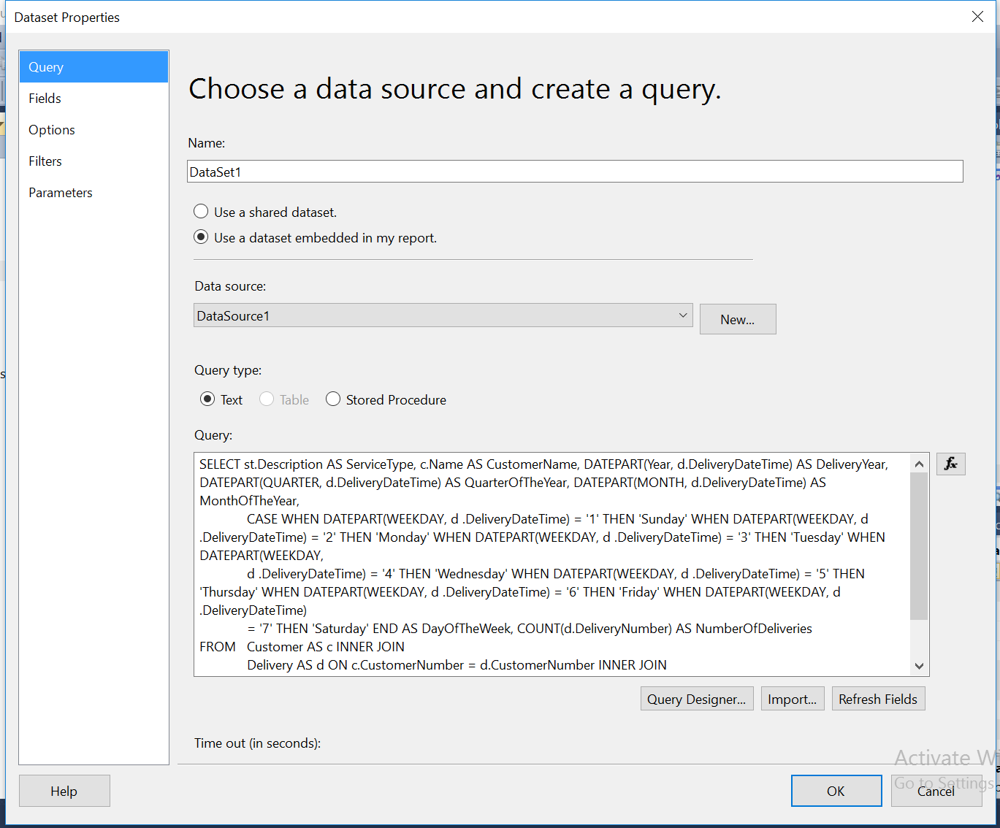 Dataset Properties
Query
Fields
Options
Filters
Parameters
Choose a data source and create a query.
Name:
DataSet1
Use a shared dataset.
Use a dataset embedded in my report.
Data source:
DataSource1
New...
Query type:
Text
Table
Stored Procedure
Query:
SELECT st.Description AS ServiceType, c.Name AS CustomerName, DATEPART(Year, d.DeliveryDateTime) AS DeliveryYear,
DATEPART(QUARTER, d.DeliveryDateTime) AS QuarterOfTheYear, DATEPART(MONTH, d.DeliveryDateTime) AS
MonthOfTheYear,
CASE WHEN DATEPART(WEEKDAY, d .DeliveryDateTime) = '1' THEN 'Sunday' WHEN DATEPART(WEEKDAY, d
.DeliveryDateTime) = '2' THEN 'Monday' WHEN DATEPART(WEEKDAY, d .DeliveryDateTime) = '3' THEN 'Tuesday' WHEN
DATEPART(WEEKDAY,
d .DeliveryDateTime) = '4' THEN 'Wednesday' WHEN DATEPART(WEEKDAY, d .DeliveryDateTime) = '5' THEN
'Thursday' WHEN DATEPART(WEEKDAY, d .DeliveryDateTime) = '6' THEN 'Friday' WHEN DATEPART(WEEKDAY, d
.DeliveryDateTime)
= '7' THEN 'Saturday' END AS DayOfTheWeek, COUNT(d.DeliveryNumber) AS NumberOfDeliveries
FROM Customer AS c INNER JOIN
Delivery AS d ON c.CustomerNumber = d.CustomerNumber INNER JOIN
fx
Query Designer...
Import...
Refresh Fields
Time out (in seconds):
Activate Wi
Go to Settings
Help
OK
Cancel